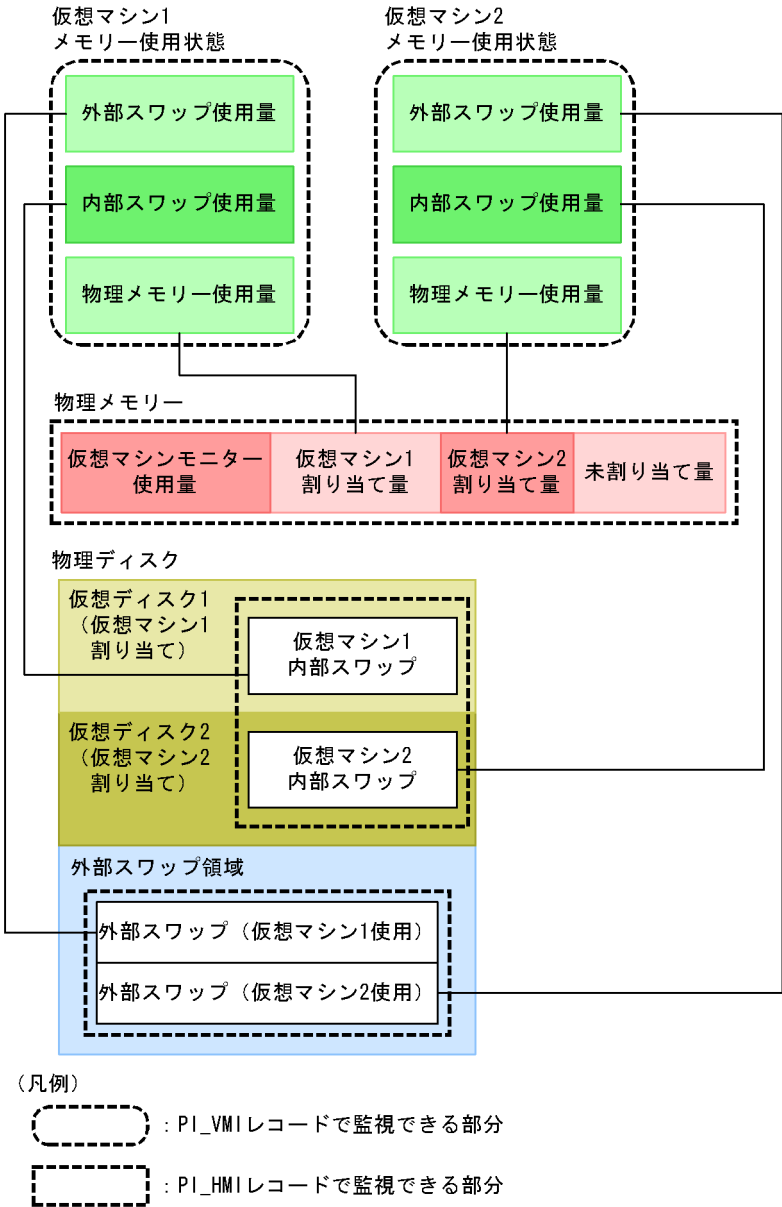 仮想マシン1
メモリー使用状態
仮想マシン2
メモリー使用状態
外部スワップ使用量
内部スワップ使用量
物理メモリー使用量
外部スワップ使用量
内部スワップ使用量
物理メモリー使用量
物理メモリー
仮想マシンモニター
使用量
仮想マシン1
割り当て量
仮想マシン2
割り当て量
未割り当て量
物理ディスク
仮想ディスク1
（仮想マシン1
割り当て）
仮想マシン1
内部スワップ
仮想ディスク2
（仮想マシン2
割り当て）
仮想マシン2
内部スワップ
外部スワップ領域
外部スワップ（仮想マシン1使用）
外部スワップ（仮想マシン2使用）
（凡例）
：PI_VMIレコードで監視できる部分
：PI_HMIレコードで監視できる部分